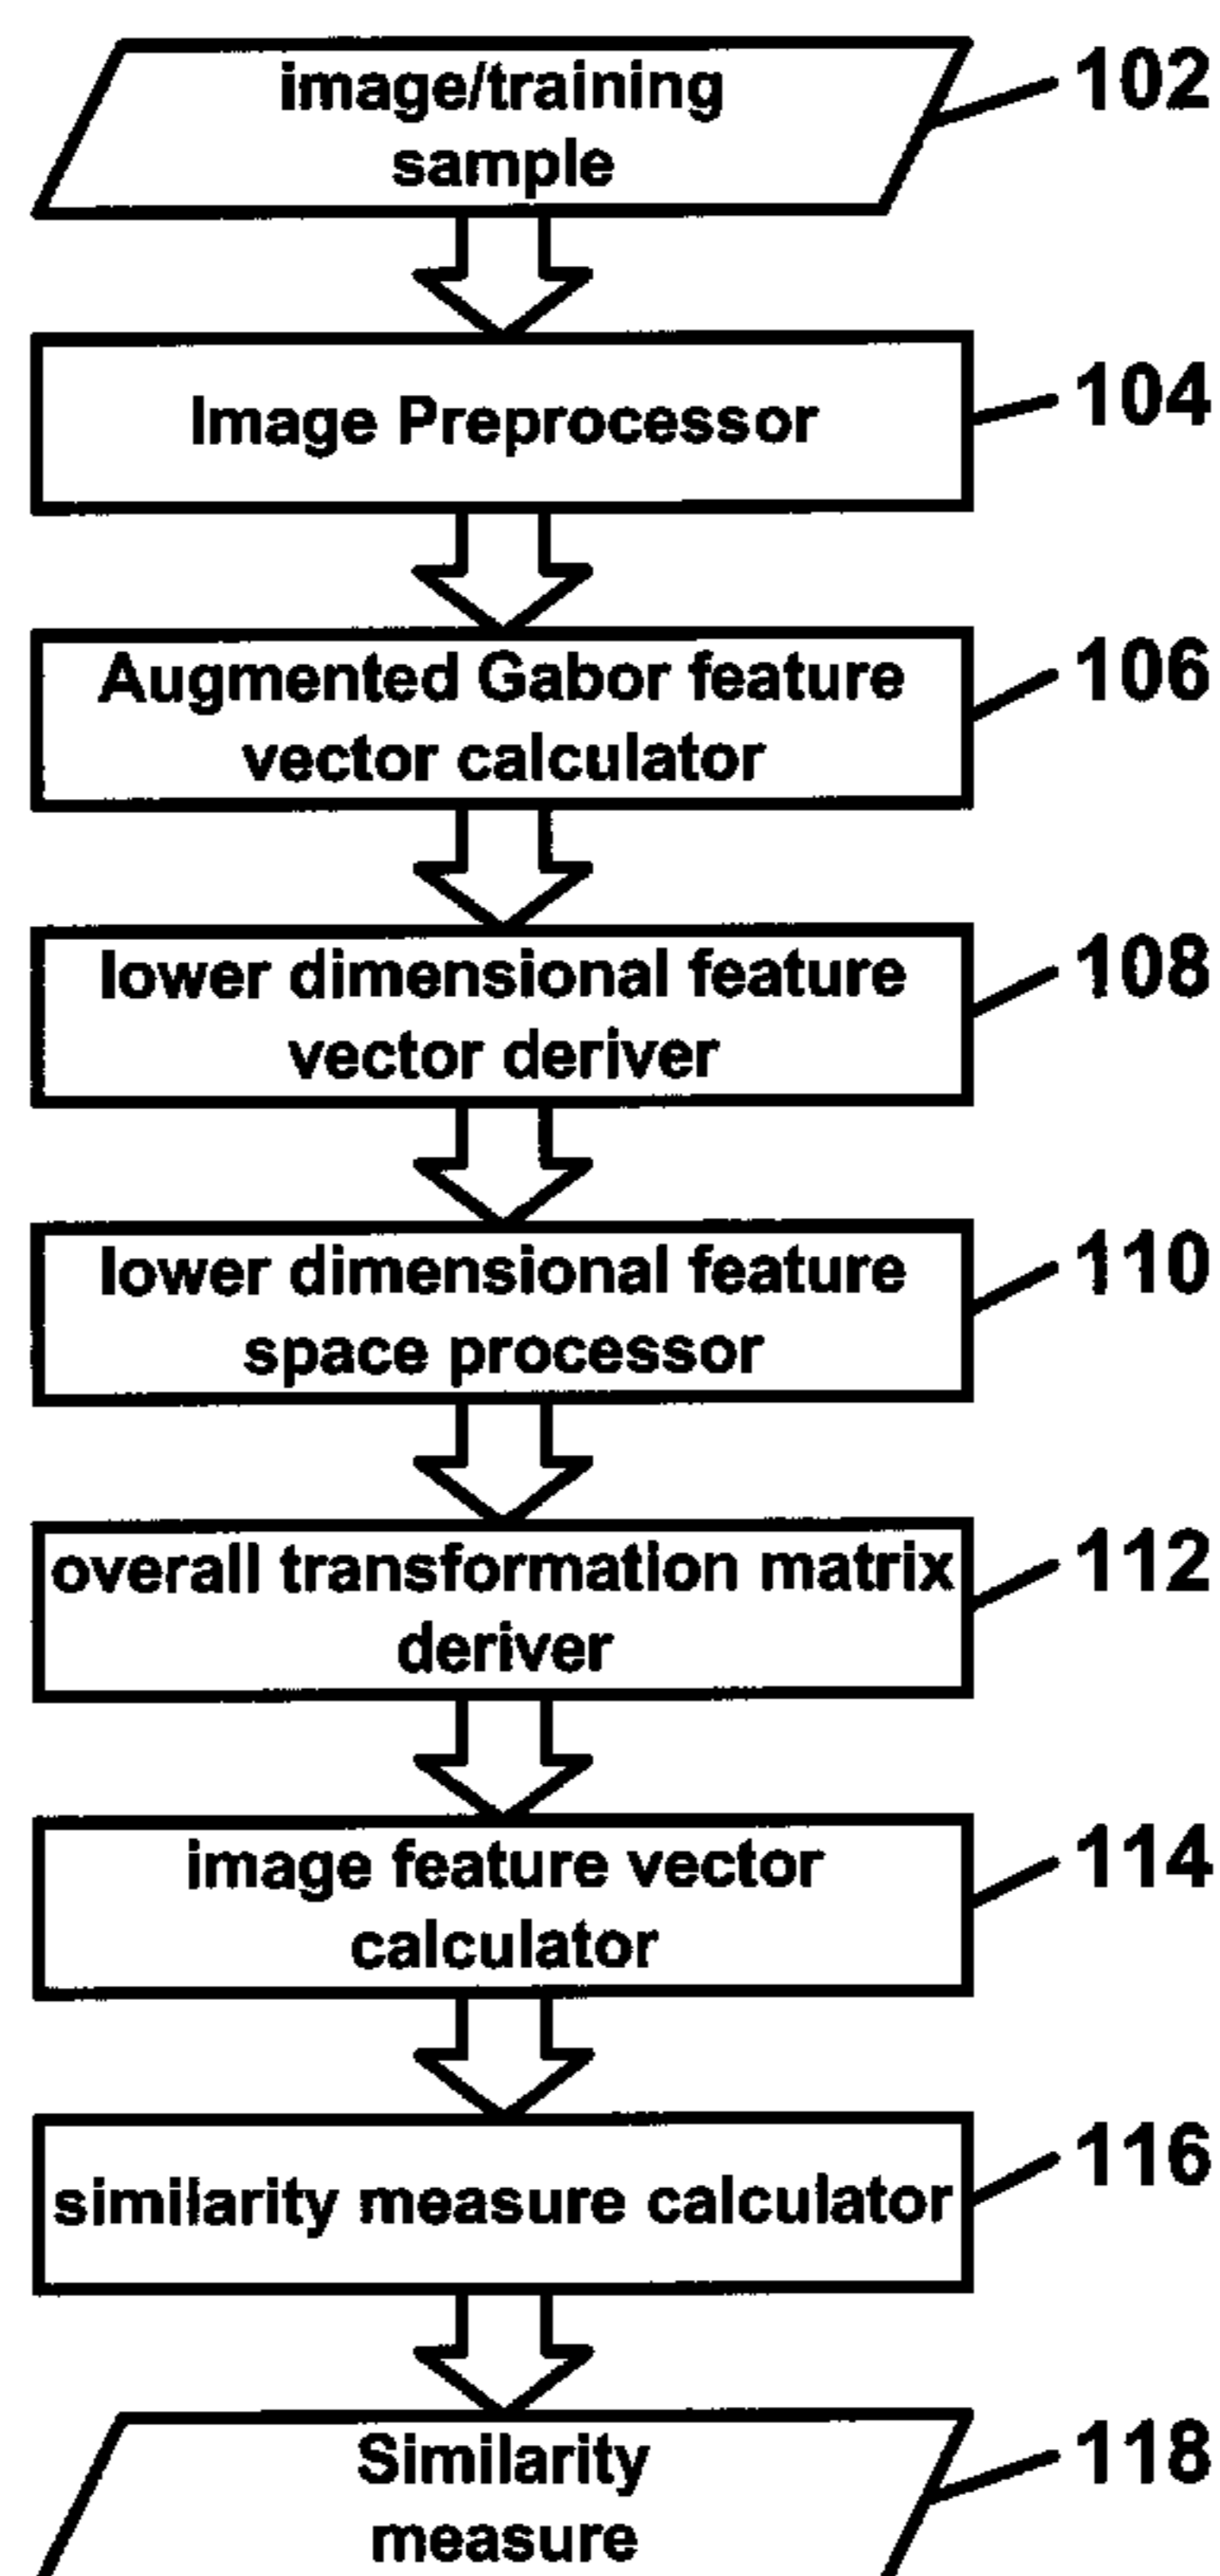 image/training
sample
102
Image Preprocessor
104
Augmented Gabor feature
vector calculator
106
lower dimensional feature
vector deriver
108
lower dimensional feature
space processor
110
overall transformation matrix
deriver
112
image feature vector
calculator
114
similarity measure calculator
116
Similarity
measure
118